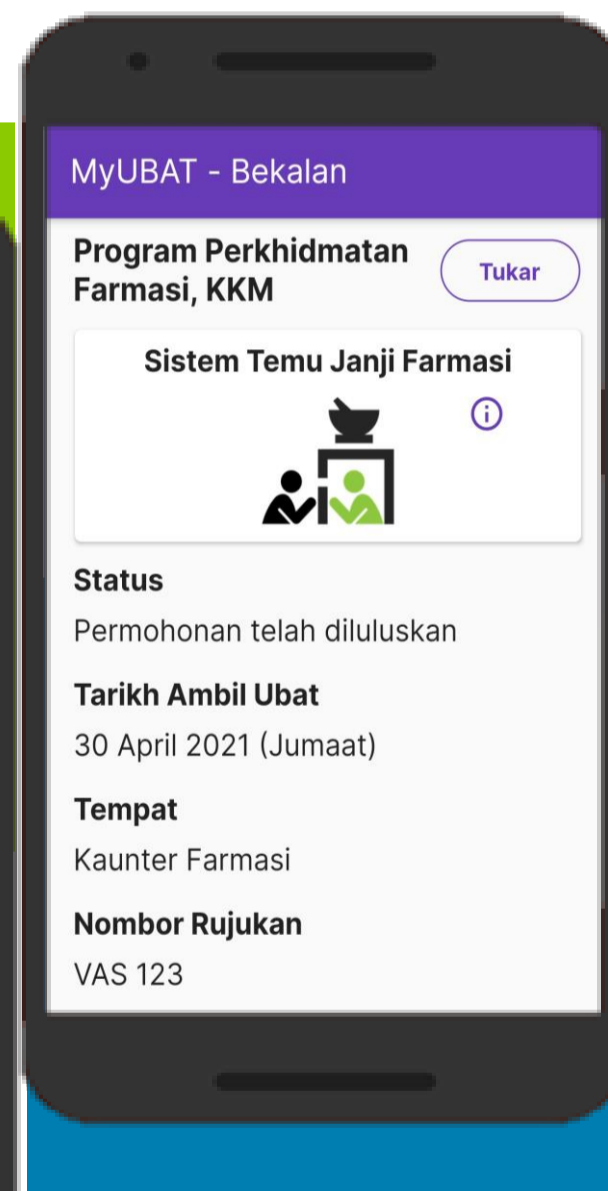 MyUBAT - Bekalan
Program Perkhidmatan
Farmasi, KKM
Tukar
Sistem Temu Janji Farmasi
Status
Permohonan telah diluluskan
Tarikh Ambil Ubat
30 April 2021 (Jumaat)
Tempat
Kaunter Farmasi
Nombor Rujukan
VAS 123